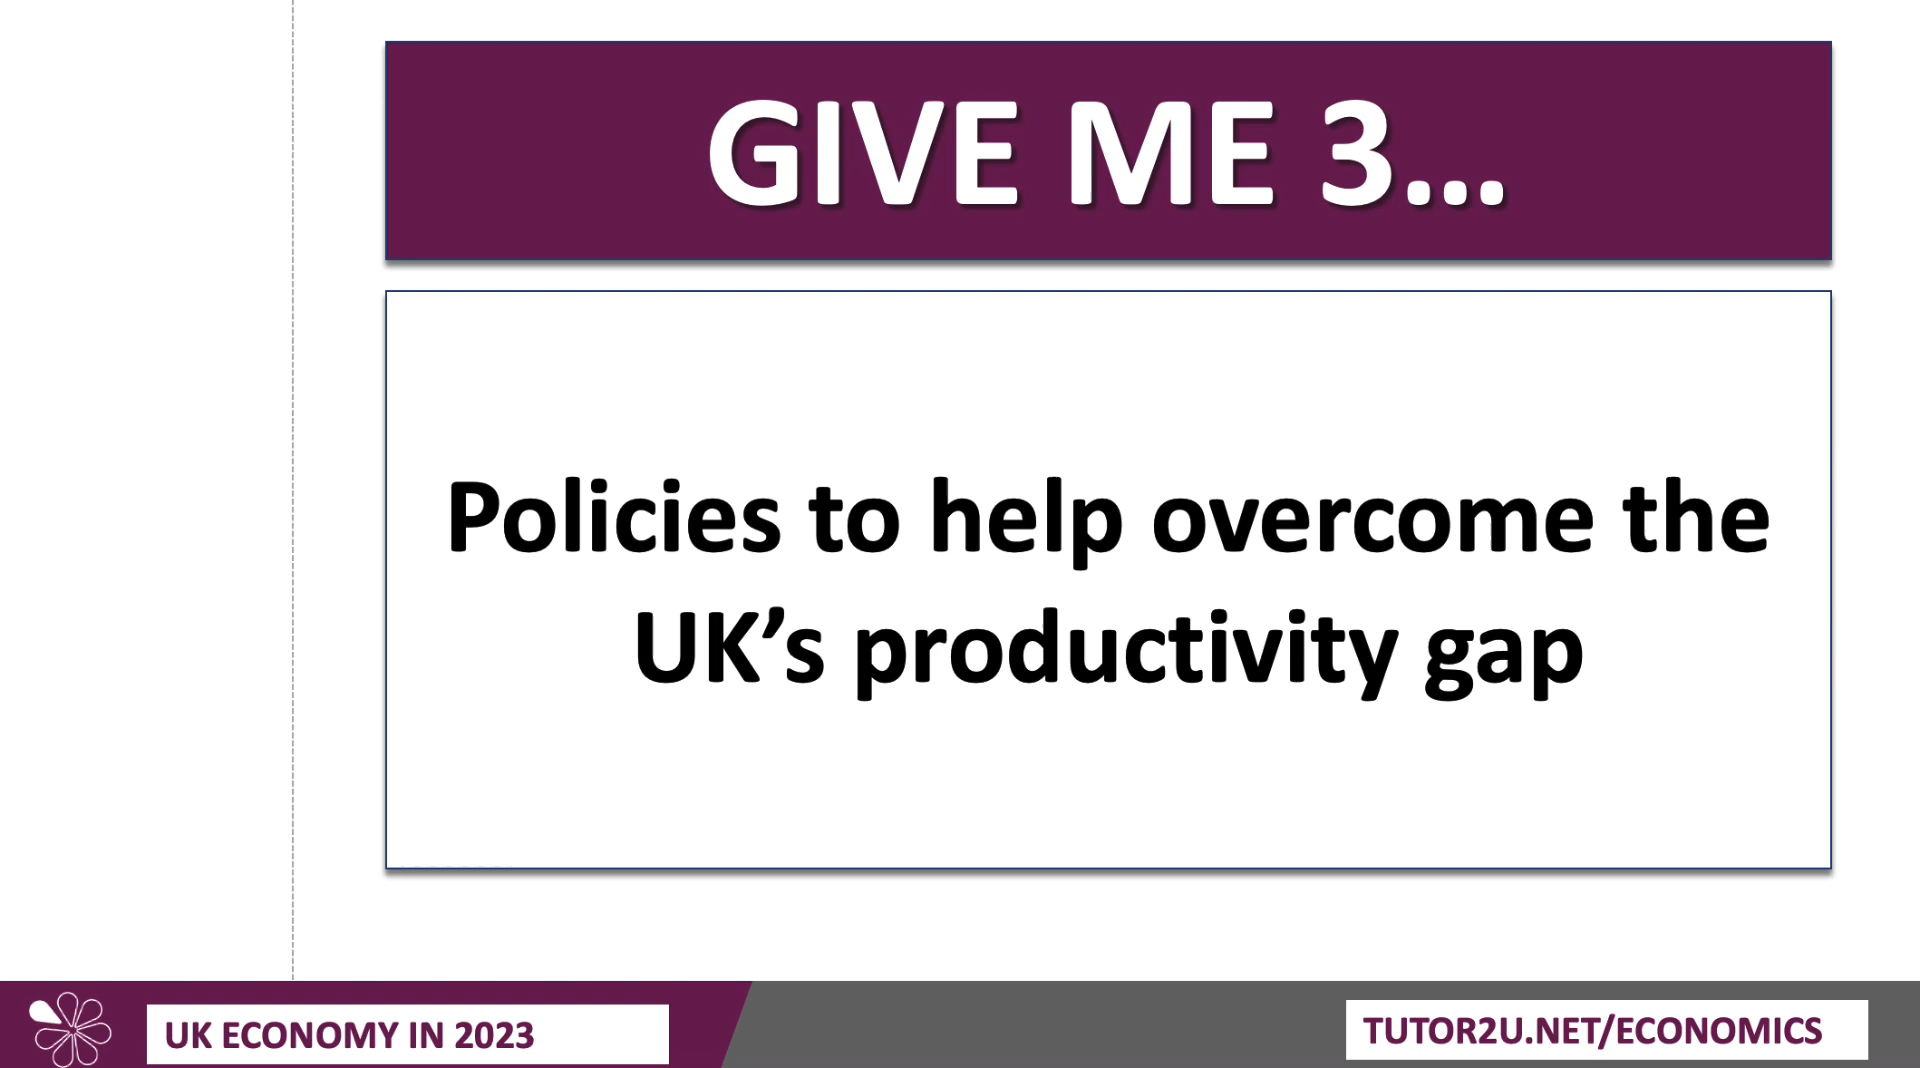 GIVE ME 3...
Policies to help overcome the
UK’s productivity gap
UK ECONOMY IN 2023
TUTOR2U.NET/ECONOMICS